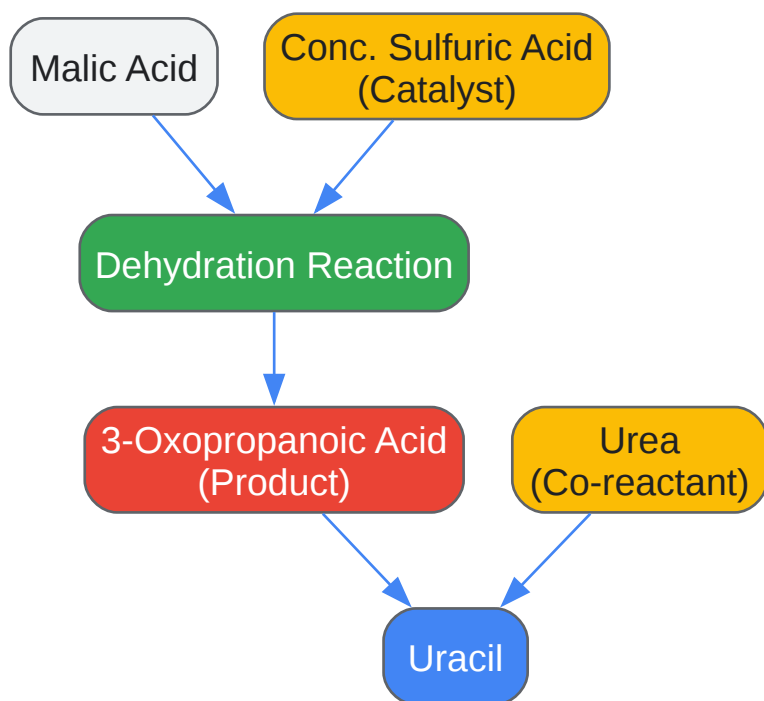 Malic Acid
Conc. Sulfuric Acid
(Catalyst)
Dehydration Reaction
3-Oxopropanoic Acid
(Product)
Urea
(Co-reactant)
Uracil